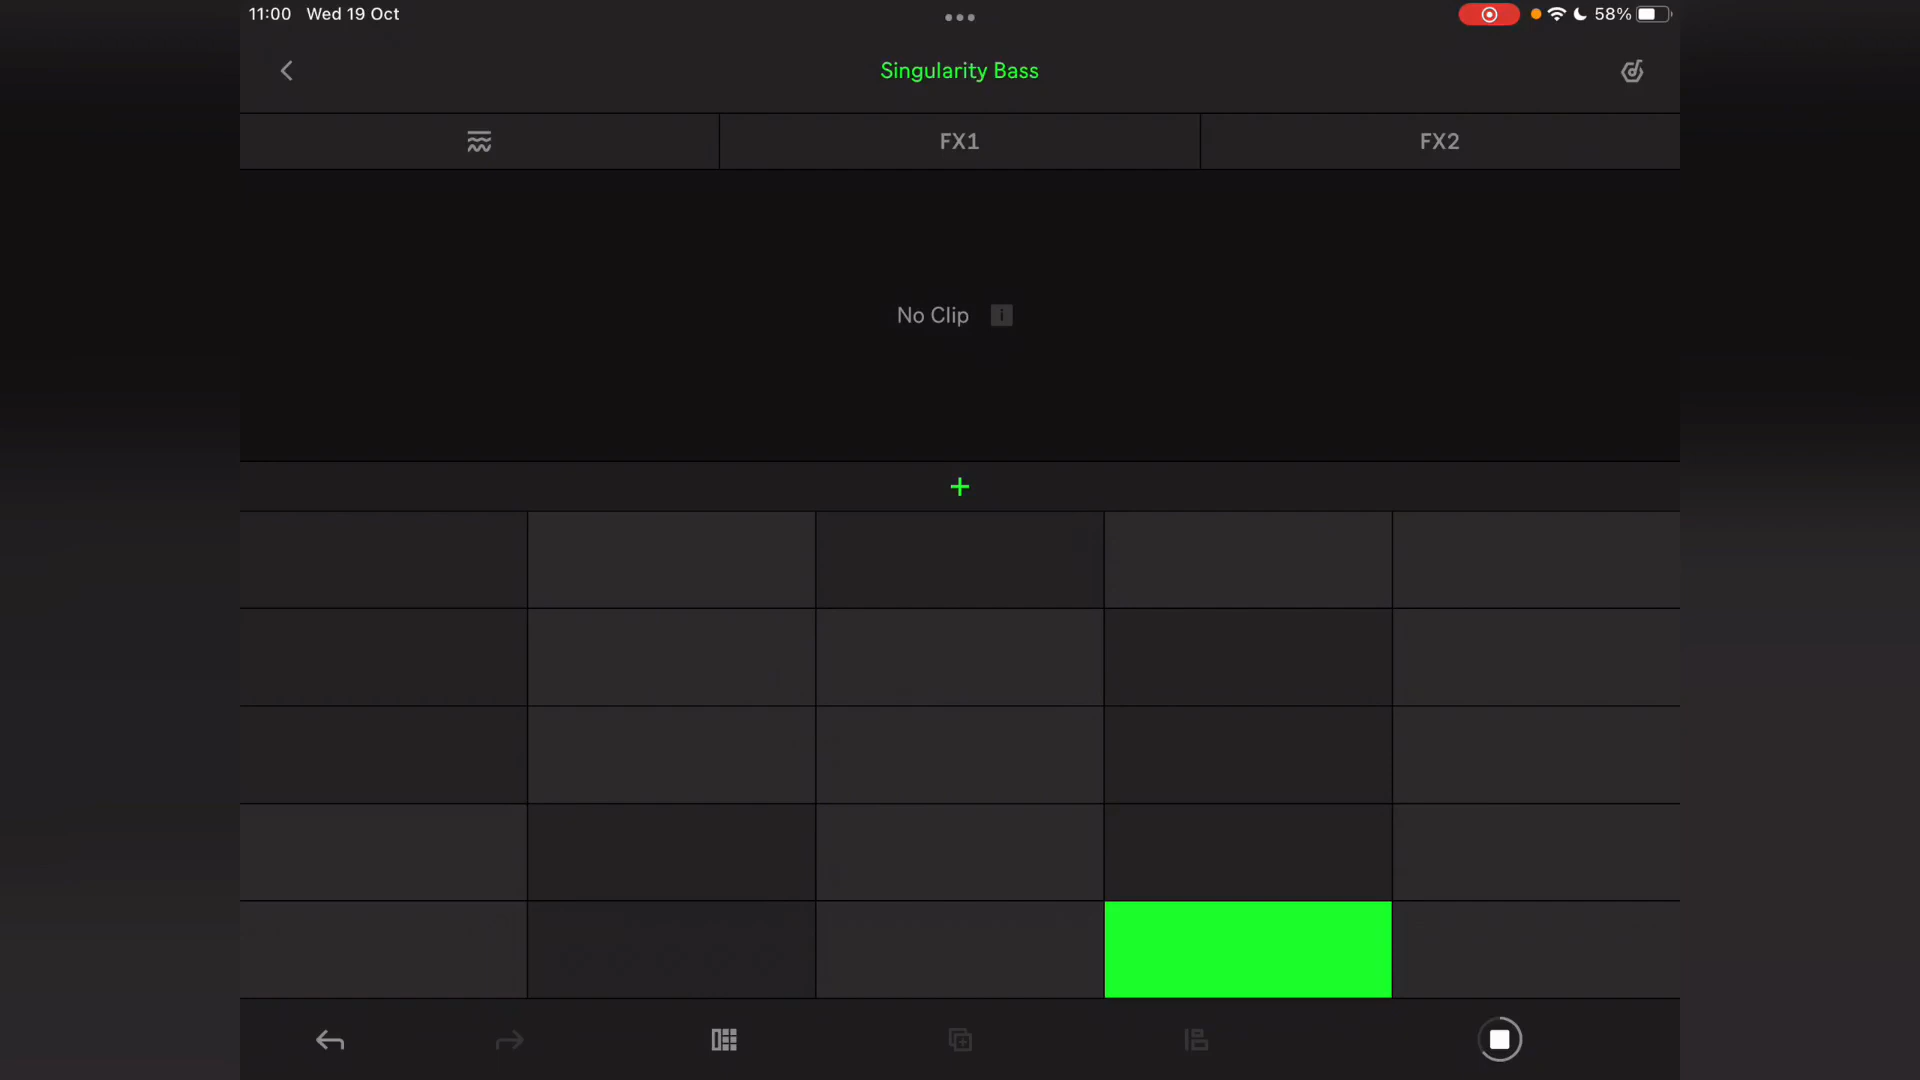 11:00 Wed 19 Oct
58%
Singularity Bass
FX1
FX2
No Clip i